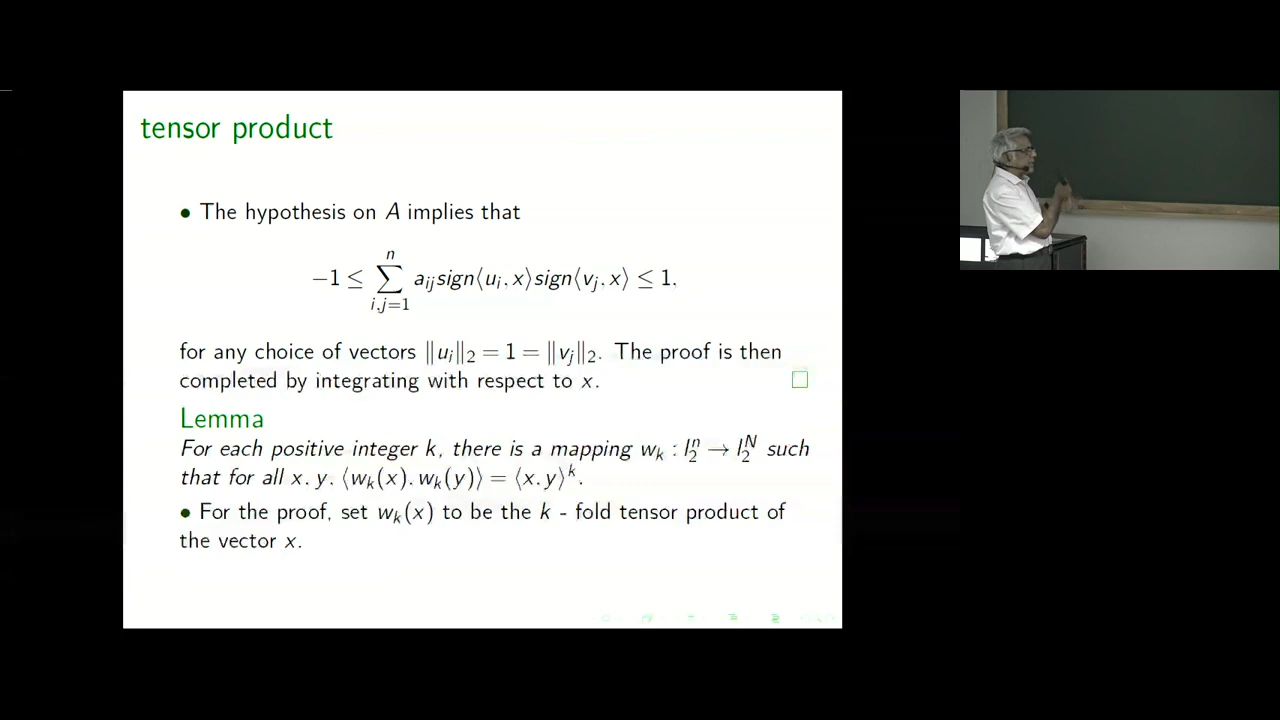 tensor product
• The hypothesis on A implies that
−1 ≤ ∑_{i,j=1}^{n} a_{ij} sign⟨u_i, x⟩ sign⟨v_j, x⟩ ≤ 1.
for any choice of vectors ‖u_i‖_2 = 1 = ‖v_j‖_2. The proof is then
completed by integrating with respect to x. □
Lemma
For each positive integer k, there is a mapping w_k : l_2^n → l_2^N such
that for all x, y, ⟨w_k(x), w_k(y)⟩ = ⟨x, y⟩^k.
• For the proof, set w_k(x) to be the k - fold tensor product of
the vector x.